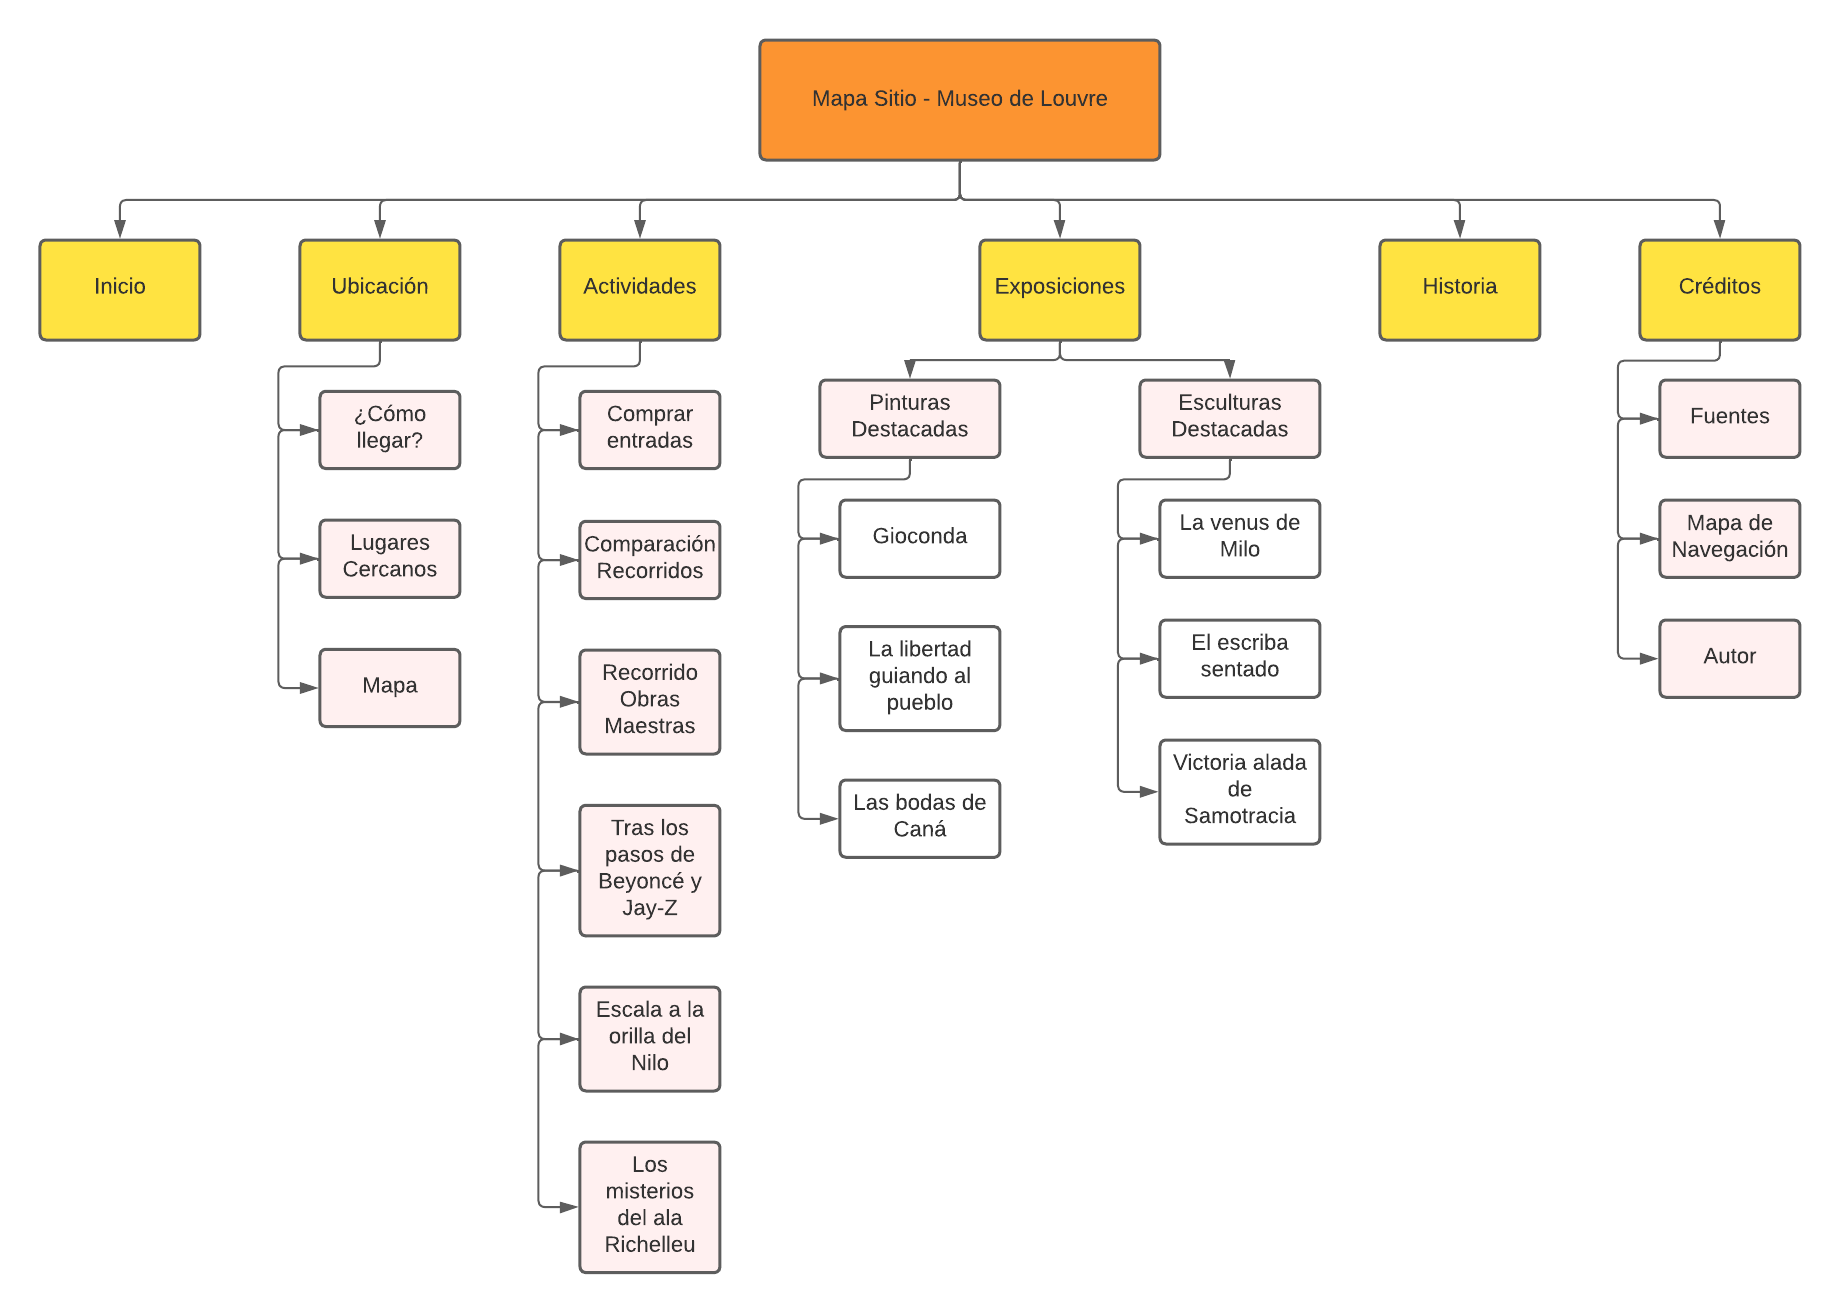 Mapa Sitio - Museo de Louvre
Inicio
Ubicación
Actividades
Exposiciones
Historia
Créditos
¿Cómo
llegar?
Lugares
Cercanos
Mapa
Comprar
entradas
Comparación
Recorridos
Recorrido
Obras
Maestras
Tras los
pasos de
Beyoncé y
Jay-Z
Escala a la
orilla del
Nilo
Los
misterios
del ala
Richelleu
Pinturas
Destacadas
Gioconda
La libertad
guiando al
pueblo
Las bodas de
Caná
Esculturas
Destacadas
La venus de
Milo
El escriba
sentado
Victoria alada
de
Samotracia
Fuentes
Mapa de
Navegación
Autor